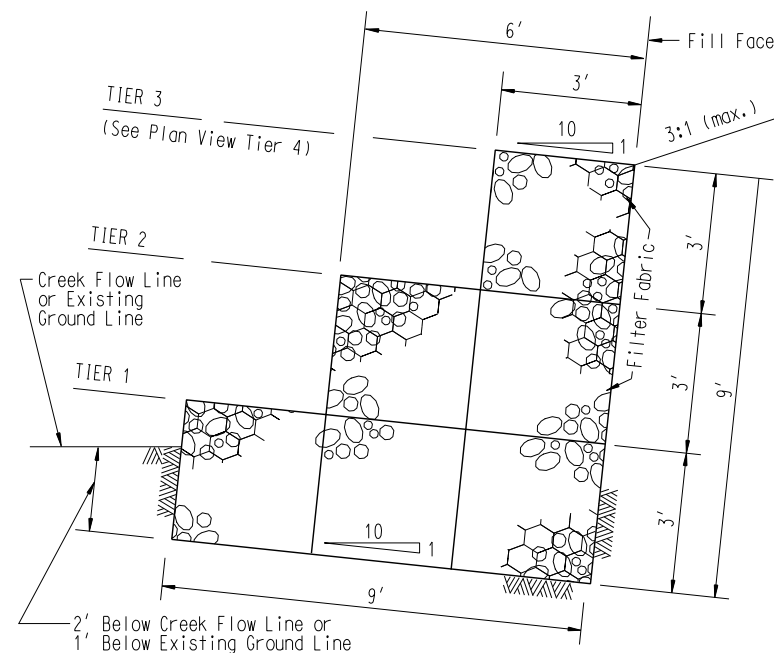 6'
Fill Face
3'
TIER 3
(See Plan View Tier 4)
10
1
3:1 (max.)
TIER 2
3'
Creek Flow Line
or Existing
Ground Line
Filter Fabric
TIER 1
3'
9'
3'
10
1
9'
2' Below Creek Flow Line or
1' Below Existing Ground Line